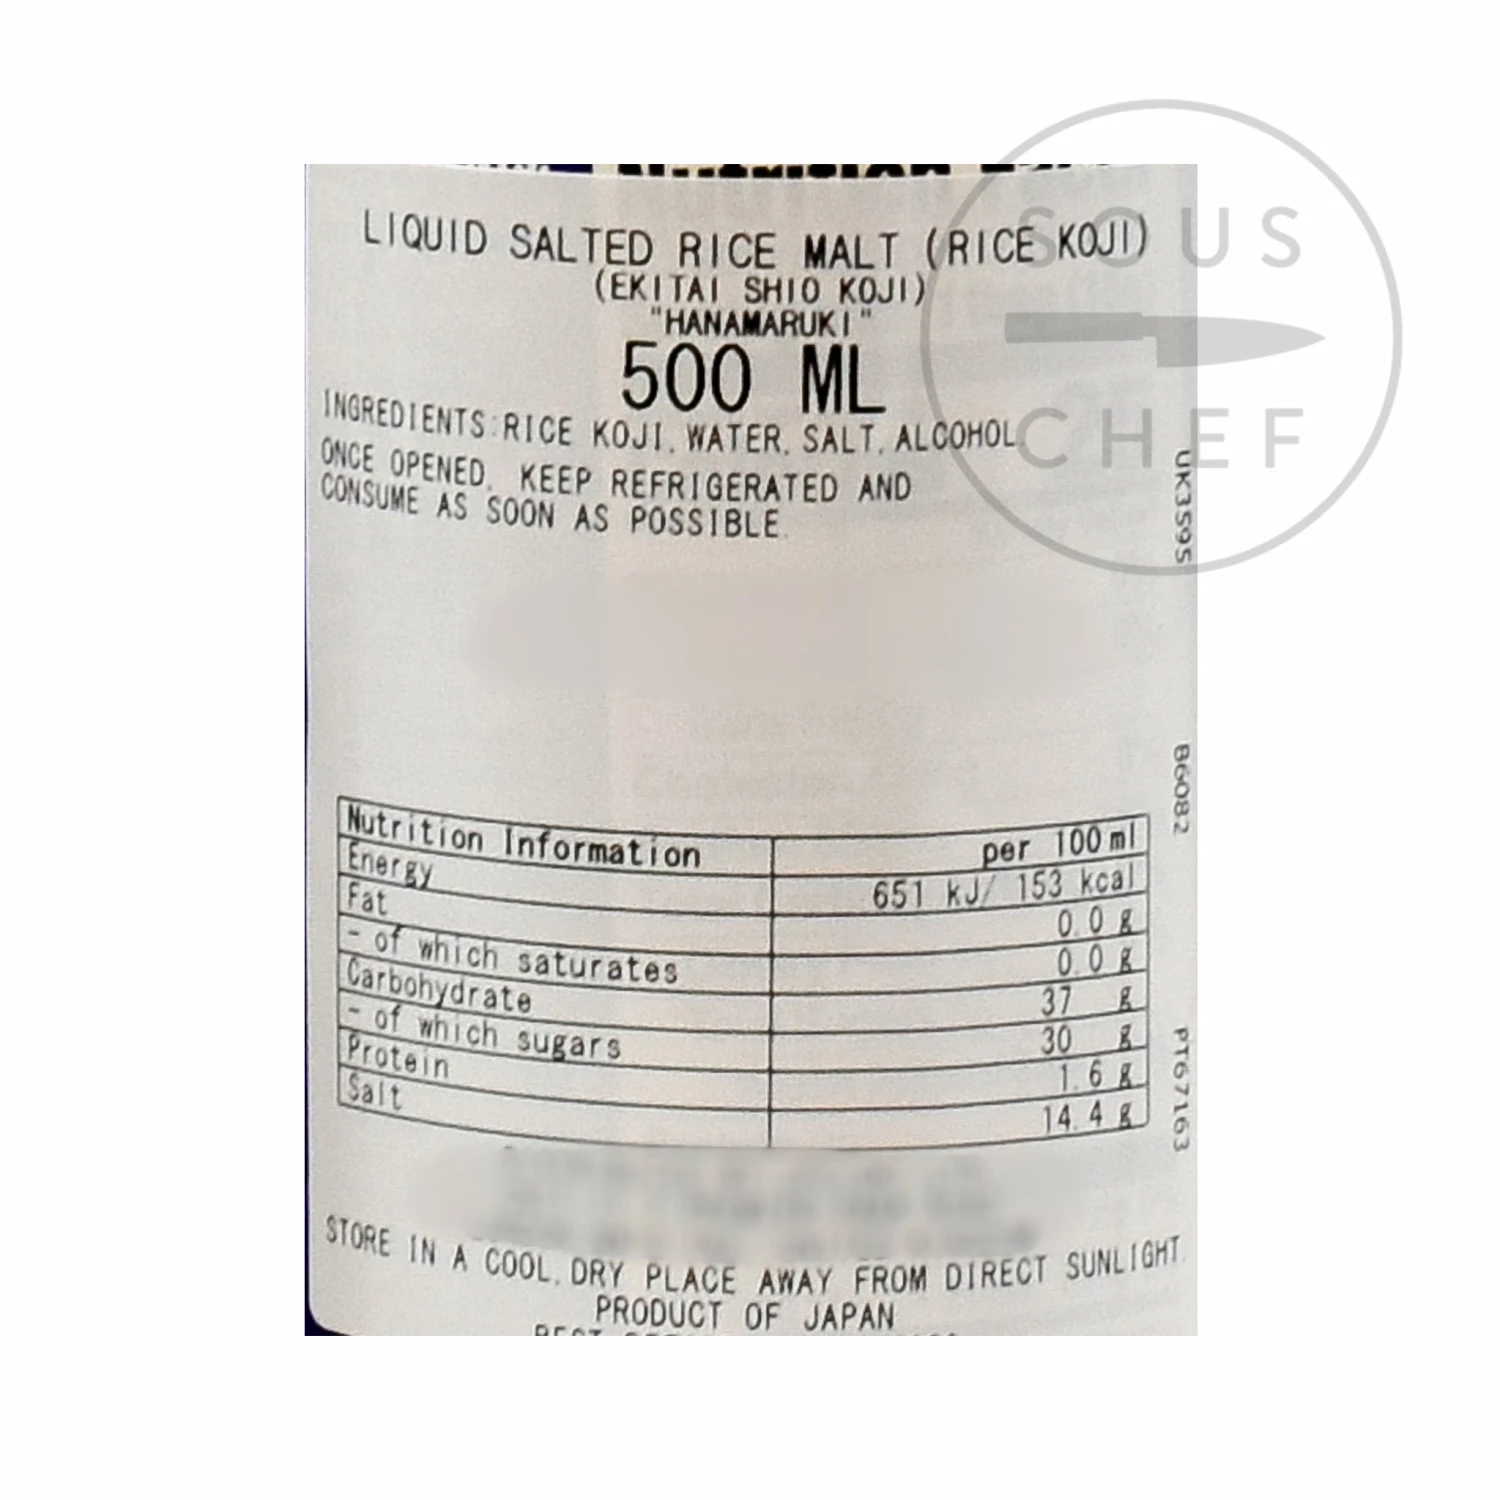 LIQUID SALTED RICE MALT (RICE KOJI)
(EKITAI SHIO KOJI)
"HANAMARUKI"
500 ML
INGREDIENTS:RICE KOJI, WATER, SALT, ALCOHOL.
ONCE OPENED, KEEP REFRIGERATED AND
CONSUME AS SOON AS POSSIBLE.
Nutrition Information per 100ml
Energy 651 kJ/ 153 kcal
Fat 0.0 g
- of which saturates 0.0 g
Carbohydrate 37 g
- of which sugars 30 g
Protein 1.6 g
Salt 14.4 g
STORE IN A COOL, DRY PLACE AWAY FROM DIRECT SUNLIGHT.
PRODUCT OF JAPAN
UK3595
B6082
PT67163
SOUS
CHEF